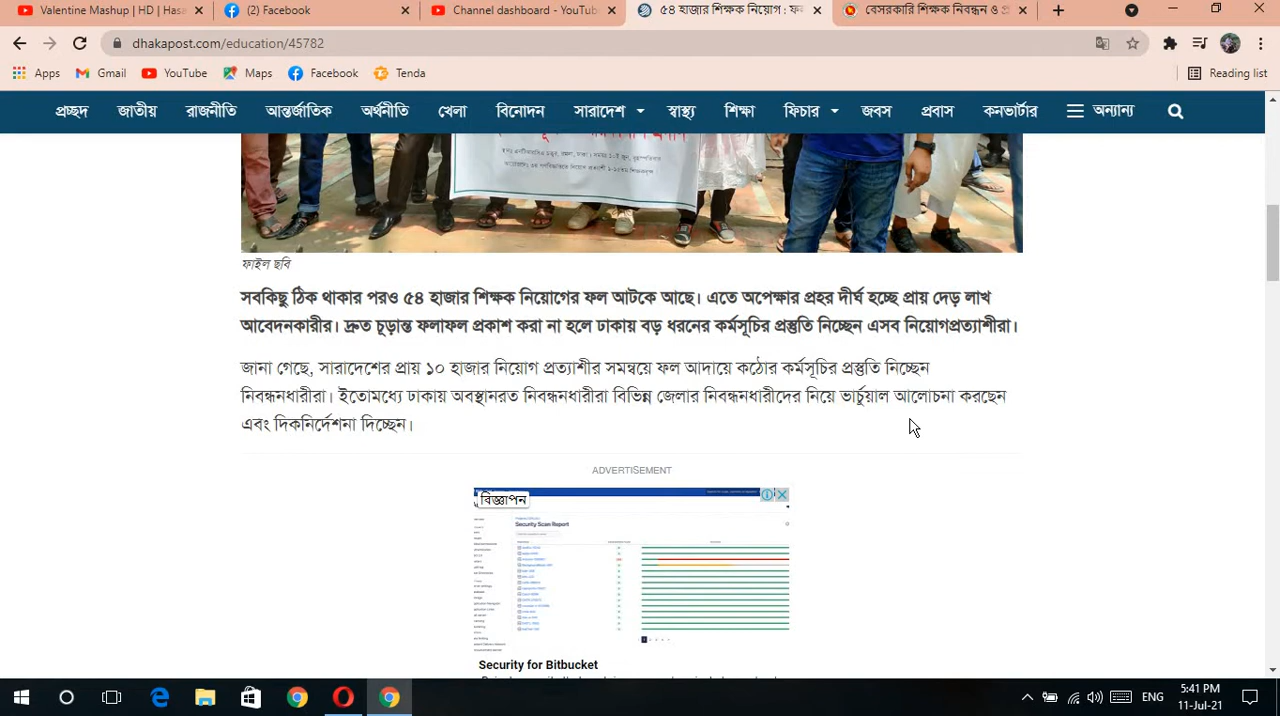 Valentine Mashup | HD | Hasa
(2) Facebook
Channel dashboard - YouTube
৫৪ হাজার শিক্ষক নিয়োগ : ফল
বেসরকারি শিক্ষক নিবন্ধন ও প্র
dhakapost.com/education/45782
Apps Gmail YouTube Maps Facebook Tenda Reading list
প্রচ্ছদ জাতীয় রাজনীতি আন্তর্জাতিক অর্থনীতি খেলা বিনোদন সারাদেশ স্বাস্থ্য শিক্ষা ফিচার জবস প্রবাস কনভার্টার অন্যান্য
ফাইল ছবি
সবকিছু ঠিক থাকার পরও ৫৪ হাজার শিক্ষক নিয়োগের ফল আটকে আছে। এতে অপেক্ষার প্রহর দীর্ঘ হচ্ছে প্রায় দেড় লাখ
আবেদনকারীর। দ্রুত চূড়ান্ত ফলাফল প্রকাশ করা না হলে ঢাকায় বড় ধরনের কর্মসূচির প্রস্তুতি নিচ্ছেন এসব নিয়োগপ্রত্যাশীরা।
জানা গেছে, সারাদেশের প্রায় ১০ হাজার নিয়োগ প্রত্যাশীর সমন্বয়ে ফল আদায়ে কঠোর কর্মসূচির প্রস্তুতি নিচ্ছেন
নিবন্ধনধারীরা। ইতোমধ্যে ঢাকায় অবস্থানরত নিবন্ধনধারীরা বিভিন্ন জেলার নিবন্ধনধারীদের নিয়ে ভার্চুয়াল আলোচনা করছেন
এবং দিকনির্দেশনা দিচ্ছেন।
ADVERTISEMENT
বিজ্ঞাপন
Security Scan Report
Security for Bitbucket
ENG
5:41 PM
11-Jul-21